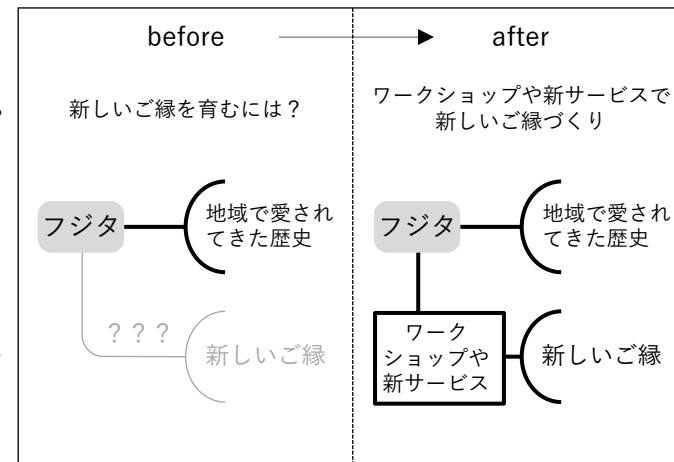 before
after
新しいご縁を育むには？
ワークショップや新サービスで
新しいご縁づくり
フジタ
地域で愛され
てきた歴史
？？？
新しいご縁
フジタ
地域で愛され
てきた歴史
ワーク
ショップや
新サービス
新しいご縁